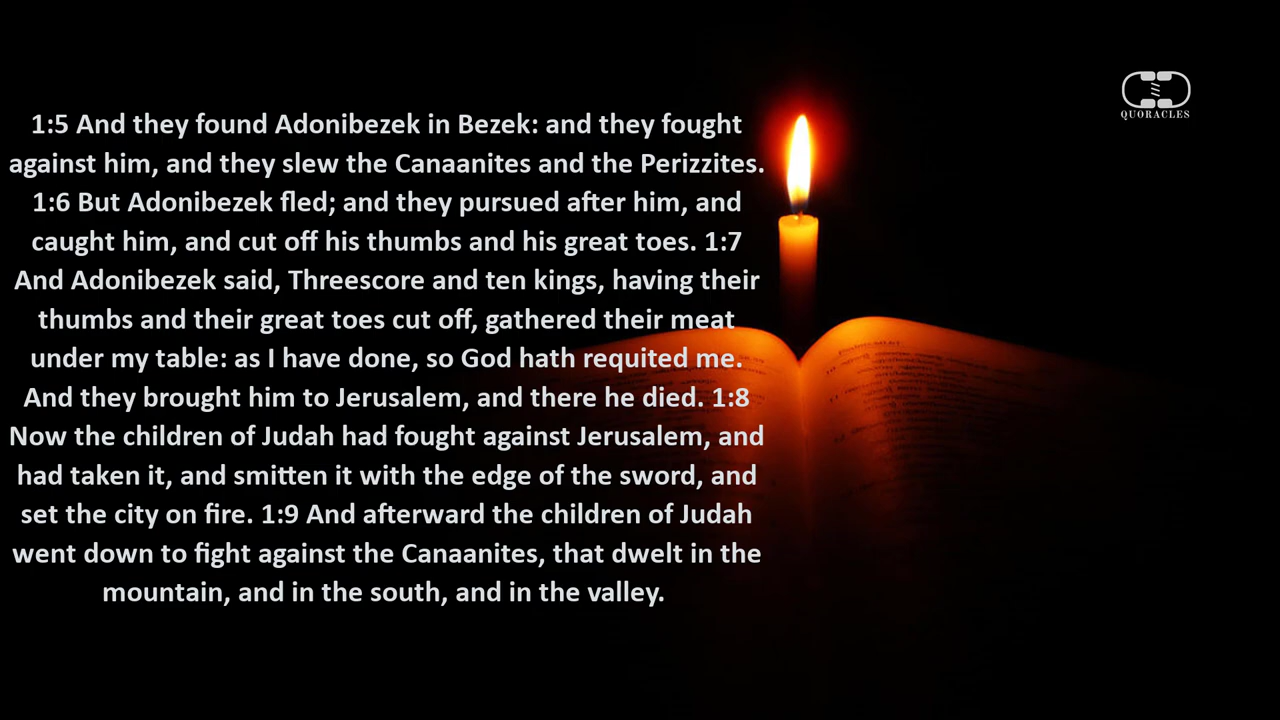 QUORACLES
1:5 And they found Adonibezek in Bezek: and they fought
against him, and they slew the Canaanites and the Perizzites.
1:6 But Adonibezek fled; and they pursued after him, and
caught him, and cut off his thumbs and his great toes. 1:7
And Adonibezek said, Threescore and ten kings, having their
thumbs and their great toes cut off, gathered their meat
under my table: as I have done, so God hath requited me.
And they brought him to Jerusalem, and there he died. 1:8
Now the children of Judah had fought against Jerusalem, and
had taken it, and smitten it with the edge of the sword, and
set the city on fire. 1:9 And afterward the children of Judah
went down to fight against the Canaanites, that dwelt in the
mountain, and in the south, and in the valley.